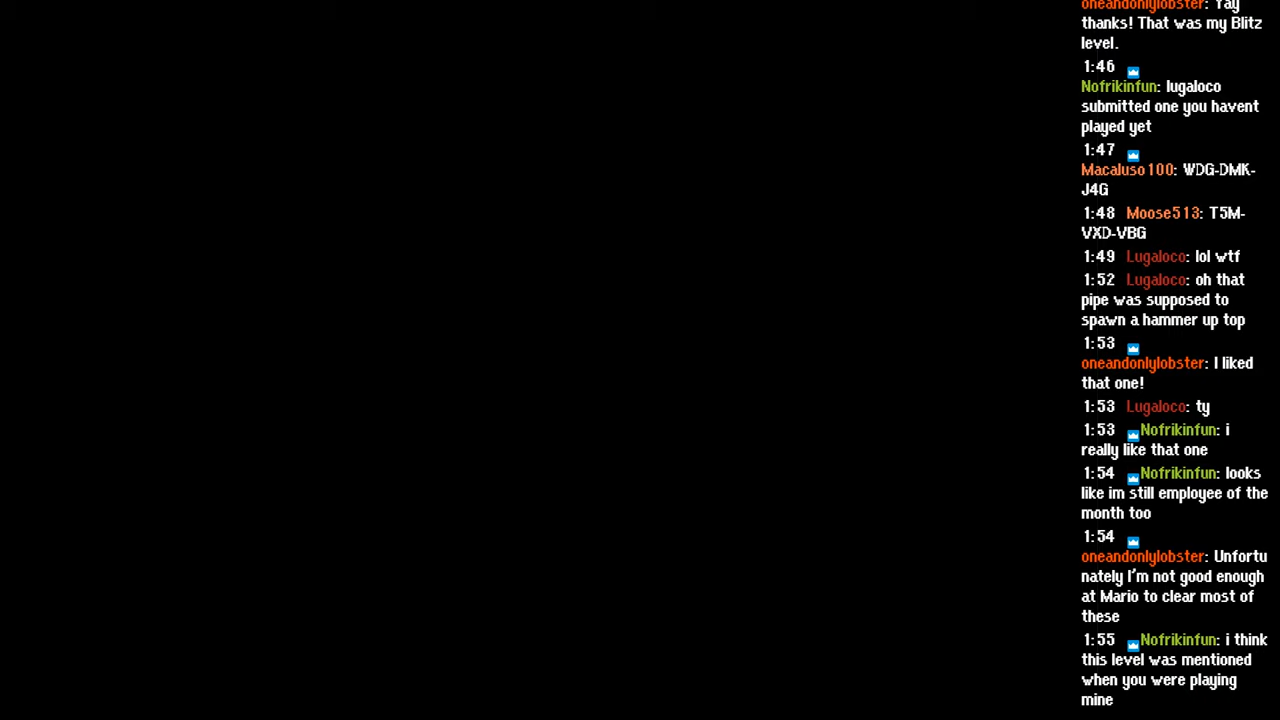 oneandonlylobster: Yay
thanks! That was my Blitz
level.
1:46
Nofrikinfun: lugaloco
submitted one you havent
played yet
1:47
Macaluso100: WDG-DMK-
J4G
1:48 Moose513: T5M-
VXD-VBG
1:49 Lugaloco: lol wtf
1:52 Lugaloco: oh that
pipe was supposed to
spawn a hammer up top
1:53
oneandonlylobster: I liked
that one!
1:53 Lugaloco: ty
1:53 Nofrikinfun: i
really like that one
1:54 Nofrikinfun: looks
like im still employee of the
month too
1:54
oneandonlylobster: Unfortu
nately I'm not good enough
at Mario to clear most of
these
1:55 Nofrikinfun: i think
this level was mentioned
when you were playing
mine